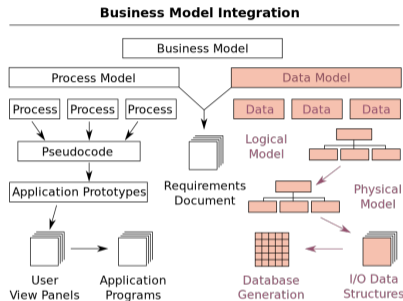 Business Model Integration
Business Model
Process Model
Data Model
Process
Process
Process
Data
Data
Data
Pseudocode
Logical
Model
Application Prototypes
Requirements
Document
Physical
Model
User
View Panels
Application
Programs
Database
Generation
I/O Data
Structures